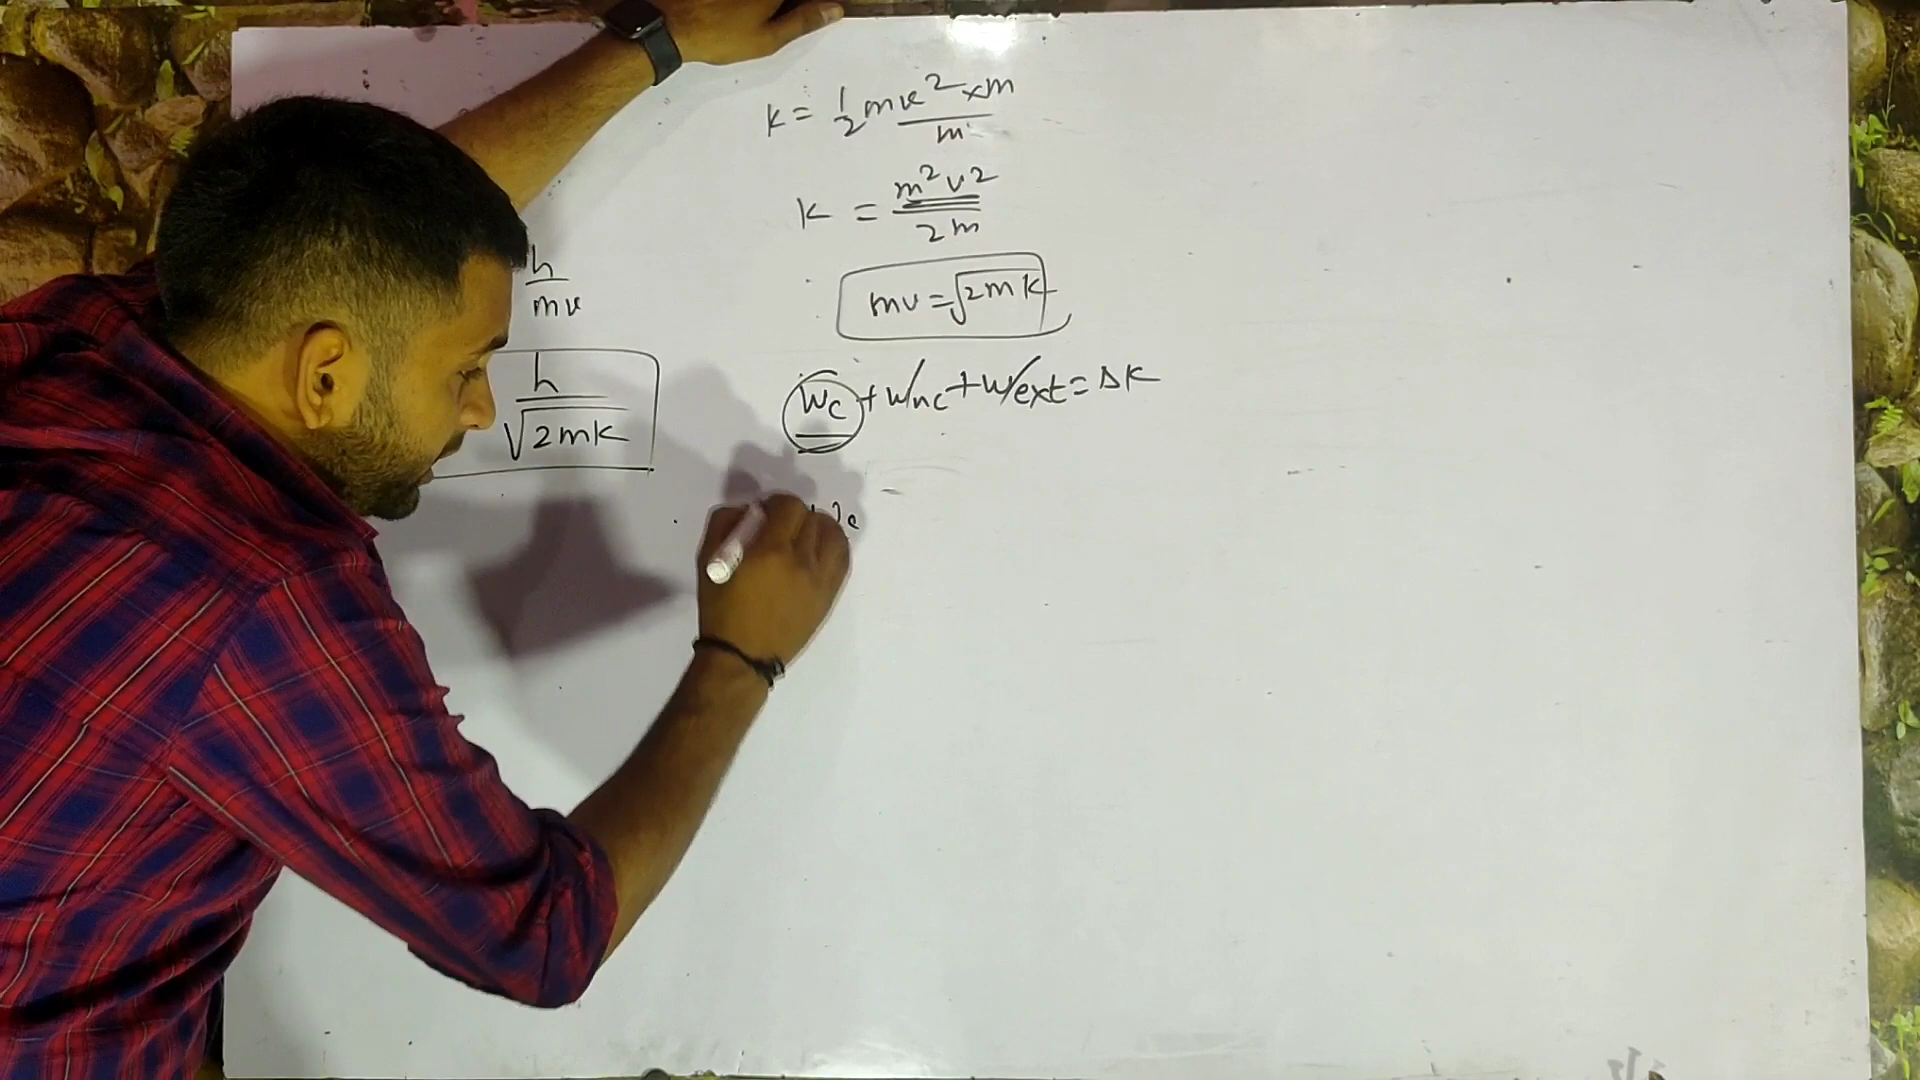 K = 1/2 mv² × m / m
K = m²v² / 2m
h / mv
mv = √2mK
h / √2mK
Wc + Wnc + Wext = ΔK